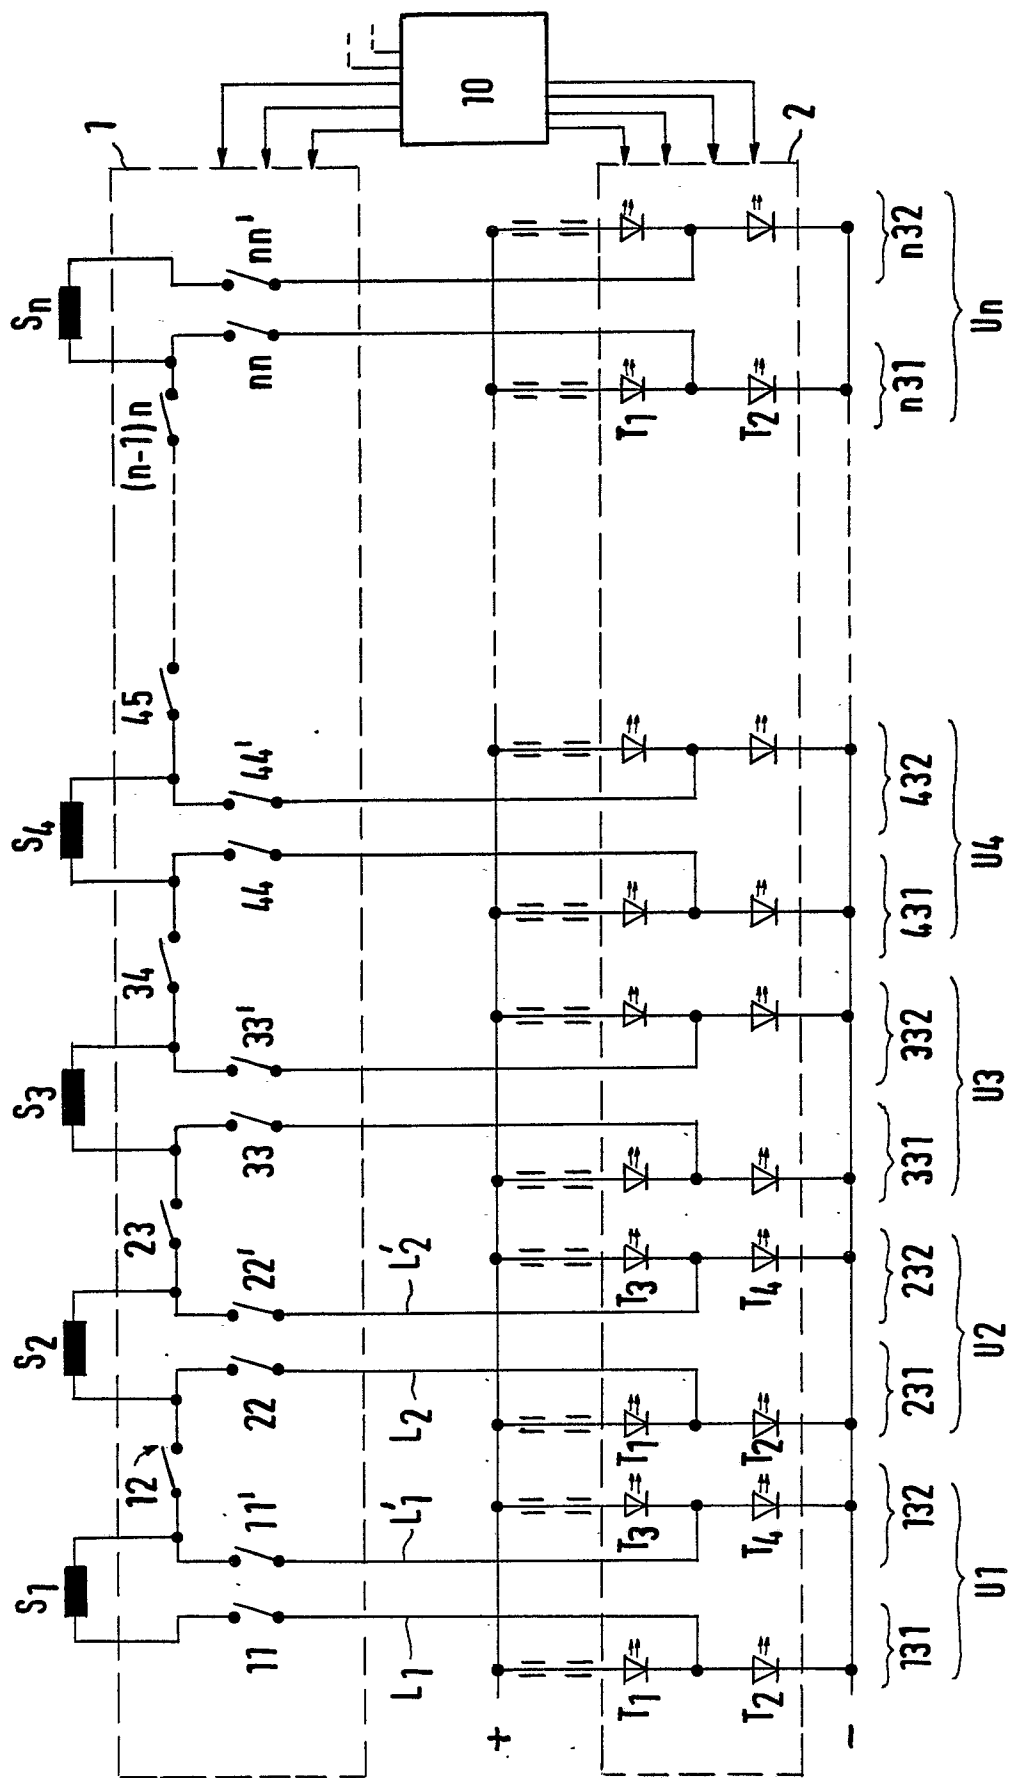 S1 S2 S3 S4 Sn
1
12 23 34 45 (n-1)n
11 11' 22 22' 33 33' 44 44' nn nn'
10
L1 L'1 L2 L'2
+
2
T1 T3 T1 T3 T1
T2 T4 T2 T4 T2
−
131 132 231 232 331 332 431 432 n31 n32
U1 U2 U3 U4 Un